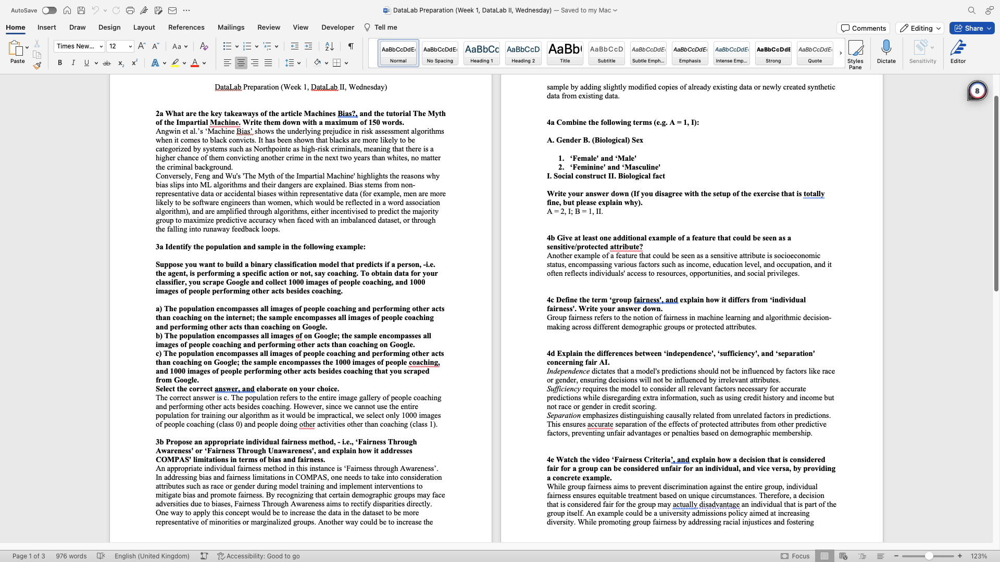 AutoSave
DataLab Preparation (Week 1, DataLab II, Wednesday) — Saved to my Mac
Home Insert Draw Design Layout References Mailings Review View Developer Tell me
Comments Editing Share
Paste
Times New... 12
AaBbCcDdEe Normal
AaBbCcDdEe No Spacing
AaBbCc Heading 1
AaBbCcD Heading 2
AaBb( Title
AaBbCcD Subtitle
AaBbCcDdE Subtle Emph...
AaBbCcDdE Emphasis
AaBbCcDdE Intense Emp...
AaBbCcDdE Strong
AaBbCcDdE Quote
Styles Pane
Dictate
Sensitivity
Editor
8
DataLab Preparation (Week 1, DataLab II, Wednesday)
2a What are the key takeaways of the article Machines Bias?, and the tutorial The Myth
of the Impartial Machine. Write them down with a maximum of 150 words.
Angwin et al.'s ‘Machine Bias’ shows the underlying prejudice in risk assessment algorithms
when it comes to black convicts. It has been shown that blacks are more likely to be
categorized by systems such as Northpointe as high-risk criminals, meaning that there is a
higher chance of them convicting another crime in the next two years than whites, no matter
the criminal background.
Conversely, Feng and Wu's 'The Myth of the Impartial Machine' highlights the reasons why
bias slips into ML algorithms and their dangers are explained. Bias stems from non-
representative data or accidental biases within representative data (for example, men are more
likely to be software engineers than women, which would be reflected in a word association
algorithm), and are amplified through algorithms, either incentivised to predict the majority
group to maximize predictive accuracy when faced with an imbalanced dataset, or through
the falling into runaway feedback loops.
3a Identify the population and sample in the following example:
Suppose you want to build a binary classification model that predicts if a person, -i.e.
the agent, is performing a specific action or not, say coaching. To obtain data for your
classifier, you scrape Google and collect 1000 images of people coaching, and 1000
images of people performing other acts besides coaching.
a) The population encompasses all images of people coaching and performing other acts
than coaching on the internet; the sample encompasses all images of people coaching
and performing other acts than coaching on Google.
b) The population encompasses all images of on Google; the sample encompasses all
images of people coaching and performing other acts than coaching on Google.
c) The population encompasses all images of people coaching and performing other acts
than coaching on Google; the sample encompasses the 1000 images of people coaching,
and 1000 images of people performing other acts besides coaching that you scraped
from Google.
Select the correct answer, and elaborate on your choice.
The correct answer is c. The population refers to the entire image gallery of people coaching
and performing other acts besides coaching. However, since we cannot use the entire
population for training our algorithm as it would be impractical, we select only 1000 images
of people coaching (class 0) and people doing other activities other than coaching (class 1).
3b Propose an appropriate individual fairness method, - i.e., ‘Fairness Through
Awareness' or ‘Fairness Through Unawareness', and explain how it addresses
COMPAS' limitations in terms of bias and fairness.
An appropriate individual fairness method in this instance is ‘Fairness through Awareness’.
In addressing bias and fairness limitations in COMPAS, one needs to take into consideration
attributes such as race or gender during model training and implement interventions to
mitigate bias and promote fairness. By recognizing that certain demographic groups may face
adversities due to biases, Fairness Through Awareness aims to rectify disparities directly.
One way to apply this concept would be to increase the data in the dataset to be more
representative of minorities or marginalized groups. Another way could be to increase the
sample by adding slightly modified copies of already existing data or newly created synthetic
data from existing data.
4a Combine the following terms (e.g. A = 1, I):
A. Gender B. (Biological) Sex
1. ‘Female' and ‘Male'
2. ‘Feminine' and ‘Masculine'
I. Social construct II. Biological fact
Write your answer down (If you disagree with the setup of the exercise that is totally
fine, but please explain why).
A = 2, I; B = 1, II.
4b Give at least one additional example of a feature that could be seen as a
sensitive/protected attribute?
Another example of a feature that could be seen as a sensitive attribute is socioeconomic
status, encompassing various factors such as income, education level, and occupation, and it
often reflects individuals' access to resources, opportunities, and social privileges.
4c Define the term ‘group fairness', and explain how it differs from ‘individual
fairness'. Write your answer down.
Group fairness refers to the notion of fairness in machine learning and algorithmic decision-
making across different demographic groups or protected attributes.
4d Explain the differences between ‘independence', ‘sufficiency', and ‘separation'
concerning fair AI.
Independence dictates that a model's predictions should not be influenced by factors like race
or gender, ensuring decisions will not be influenced by irrelevant attributes.
Sufficiency requires the model to consider all relevant factors necessary for accurate
predictions while disregarding extra information, such as using credit history and income but
not race or gender in credit scoring.
Separation emphasizes distinguishing causally related from unrelated factors in predictions.
This ensures accurate separation of the effects of protected attributes from other predictive
factors, preventing unfair advantages or penalties based on demographic membership.
4e Watch the video ‘Fairness Criteria’, and explain how a decision that is considered
fair for a group can be considered unfair for an individual, and vice versa, by providing
a concrete example.
While group fairness aims to prevent discrimination against the entire group, individual
fairness ensures equitable treatment based on unique circumstances. Therefore, a decision
that is considered fair for the group may actually disadvantage an individual that is part of the
group itself. An example could be a university admissions policy aimed at increasing
diversity. While promoting group fairness by addressing racial injustices and fostering
Page 1 of 3 976 words English (United Kingdom) Accessibility: Good to go Focus 123%